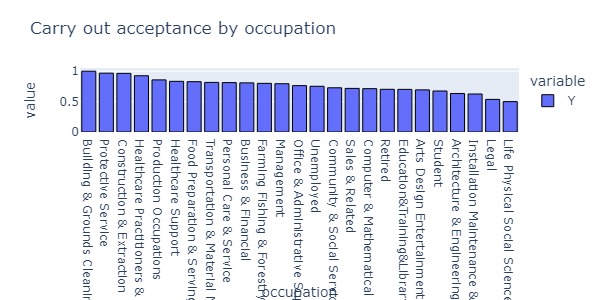 Carry out acceptance by occupation
variable
Y
value
1
0.5
0
Building & Grounds Cleani
Protective Service
Construction & Extraction
Healthcare Practitioners &
Production Occupations
Healthcare Support
Food Preparation & Serving
Transportation & Material
Personal Care & Service
Business & Financial
Farming Fishing & Forestry
Management
Office & Administrative S
Unemployed
Community & Social Servi
Sales & Related
Computer & Mathematical
Retired
Education&Training&Librar
Arts Design Entertainment
Student
Architecture & Engineering
Installation Maintenance &
Legal
Life Physical Social Science
occupation